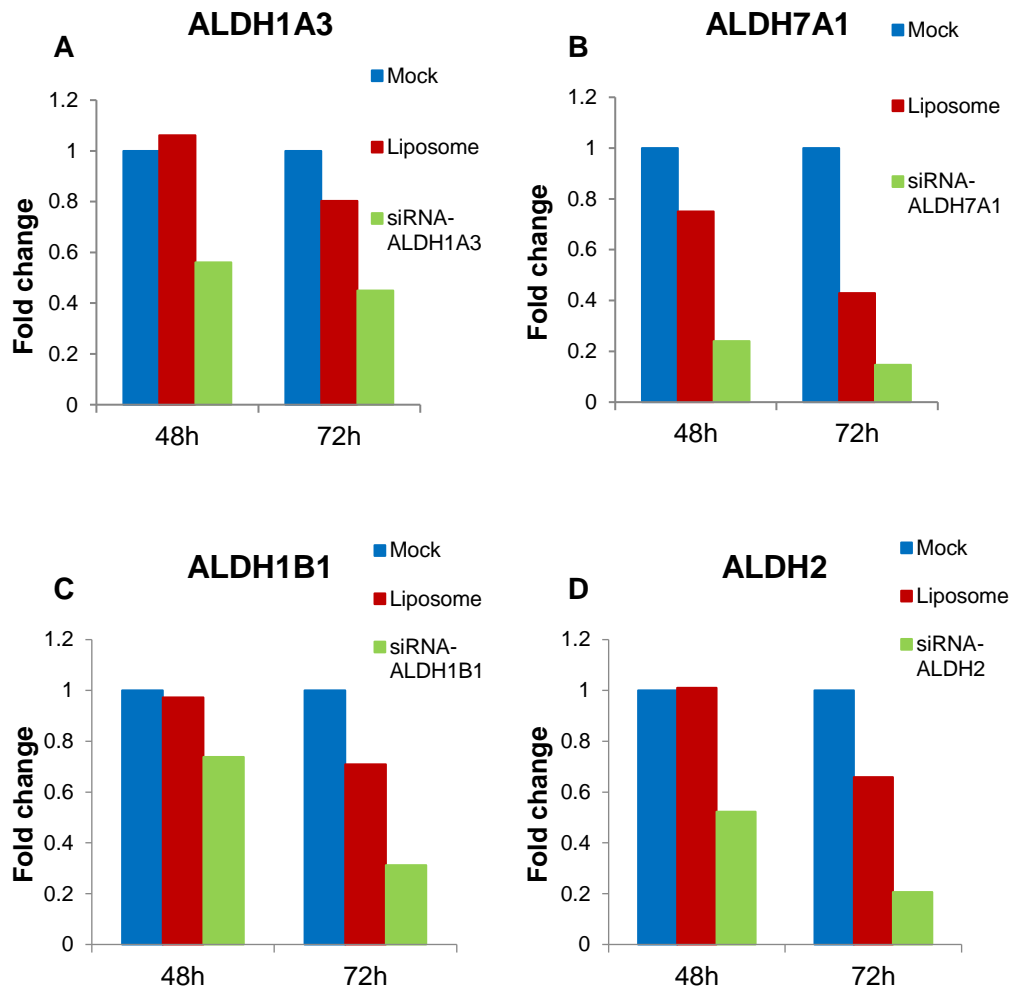 ALDH1A3
A
Mock
Liposome
siRNA-
ALDH1A3
Fold change
1.2
1
0.8
0.6
0.4
0.2
0
48h
72h
ALDH7A1
B
Mock
Liposome
siRNA-
ALDH7A1
Fold change
1.2
1
0.8
0.6
0.4
0.2
0
48h
72h
ALDH1B1
C
Mock
Liposome
siRNA-
ALDH1B1
Fold change
1.2
1
0.8
0.6
0.4
0.2
0
48h
72h
ALDH2
D
Mock
Liposome
siRNA-
ALDH2
Fold change
1.2
1
0.8
0.6
0.4
0.2
0
48h
72h